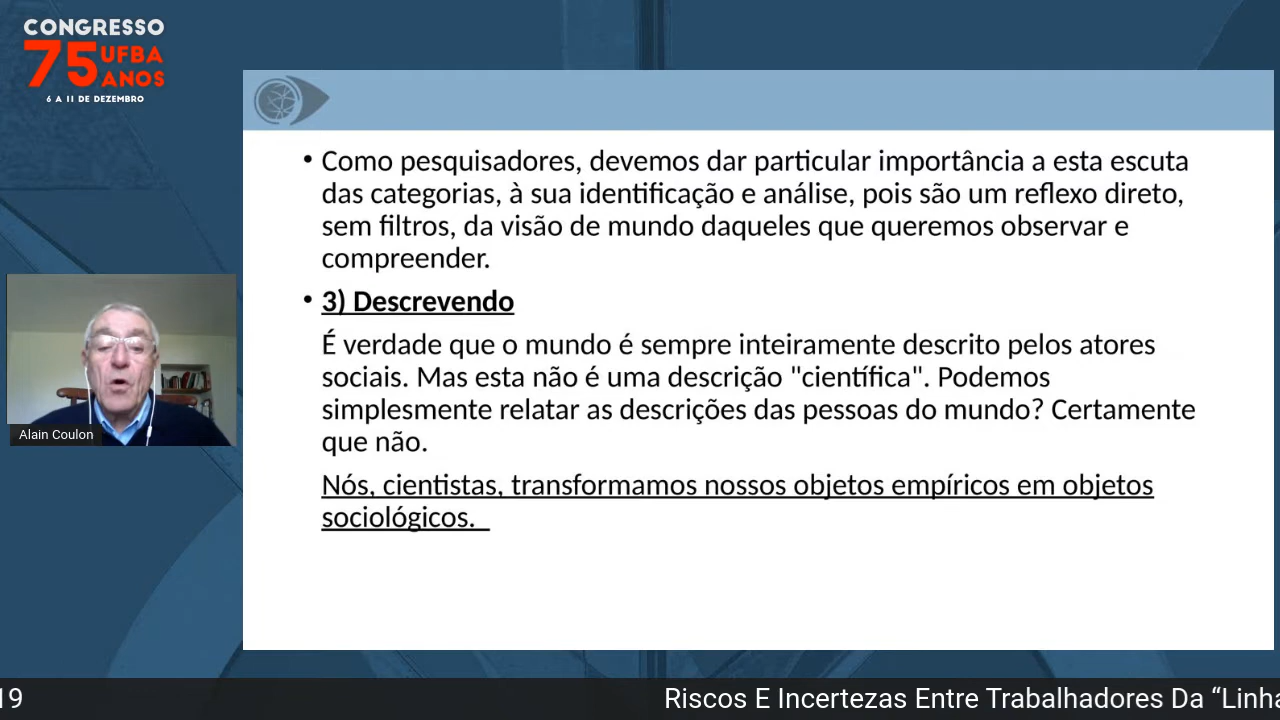 CONGRESSO
75 UFBA
ANOS
6 A 11 DE DEZEMBRO
• Como pesquisadores, devemos dar particular importância a esta escuta
das categorias, à sua identificação e análise, pois são um reflexo direto,
sem filtros, da visão de mundo daqueles que queremos observar e
compreender.
• 3) Descrevendo
É verdade que o mundo é sempre inteiramente descrito pelos atores
sociais. Mas esta não é uma descrição "científica". Podemos
simplesmente relatar as descrições das pessoas do mundo? Certamente
que não.
Nós, cientistas, transformamos nossos objetos empíricos em objetos
sociológicos.
Alain Coulon
19 Riscos E Incertezas Entre Trabalhadores Da “Linha